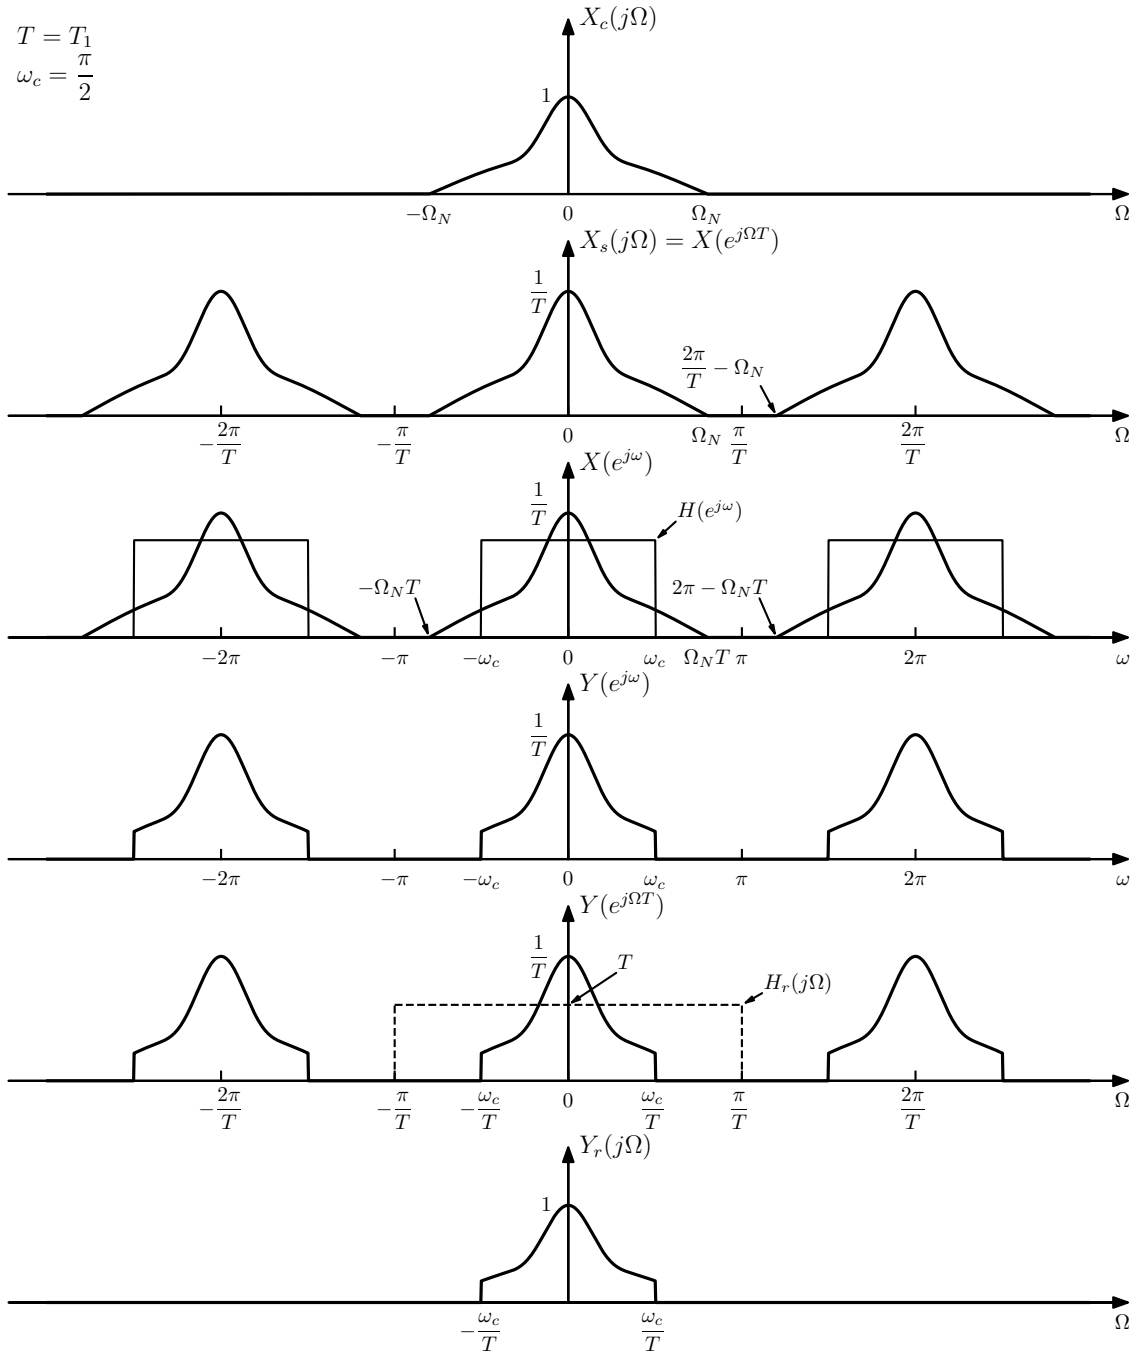 T = T₁
ω_c = π/2
X_c(jΩ)
1
−Ω_N 0 Ω_N Ω
X_s(jΩ) = X(e^{jΩT})
1/T
2π/T − Ω_N
−2π/T −π/T 0 Ω_N π/T 2π/T Ω
X(e^{jω})
1/T
H(e^{jω})
−Ω_N T 2π − Ω_N T
−2π −π −ω_c 0 ω_c Ω_N T π 2π ω
Y(e^{jω})
1/T
−2π −π −ω_c 0 ω_c π 2π ω
Y(e^{jΩT})
1/T
T
H_r(jΩ)
−2π/T −π/T −ω_c/T 0 ω_c/T π/T 2π/T Ω
Y_r(jΩ)
1
−ω_c/T ω_c/T Ω